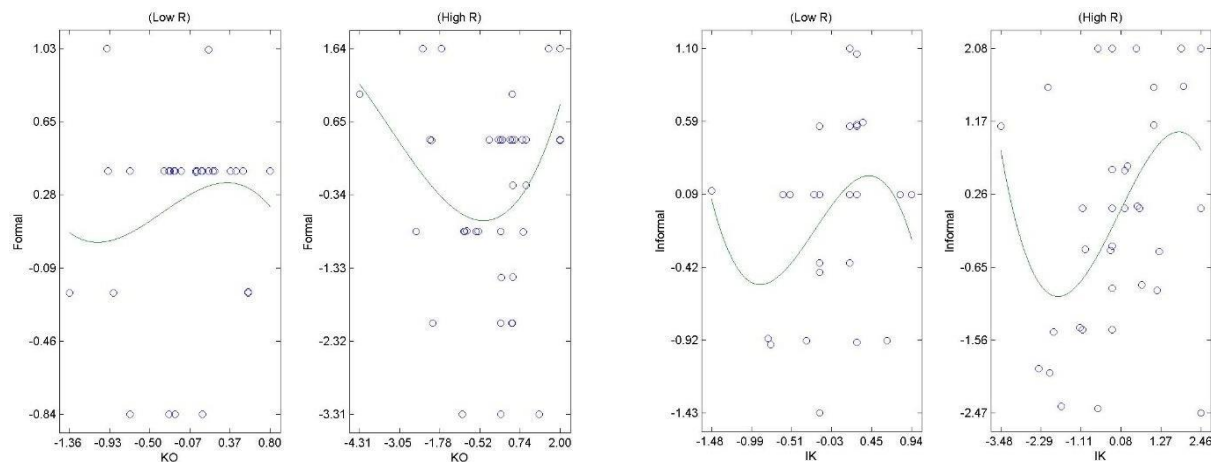 (Low R)
1.03
0.65
0.28
-0.09
-0.46
-0.84
Formal
-1.36 -0.93 -0.50 -0.07 0.37 0.80
KO
(High R)
1.64
0.65
-0.34
-1.33
-2.32
-3.31
Formal
-4.31 -3.05 -1.78 -0.52 0.74 2.00
KO
(Low R)
1.10
0.59
0.09
-0.42
-0.92
-1.43
Informal
-1.48 -0.99 -0.51 -0.03 0.45 0.94
IK
(High R)
2.08
1.17
0.26
-0.65
-1.56
-2.47
Informal
-3.48 -2.29 -1.11 0.08 1.27 2.46
IK